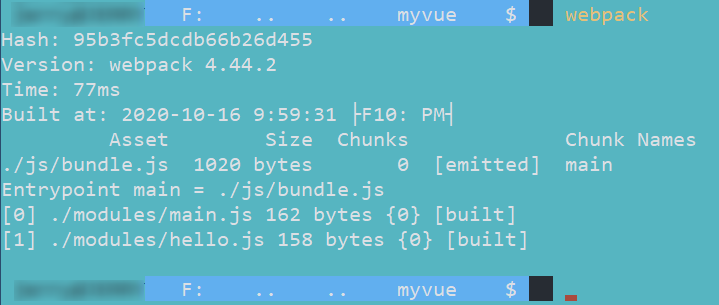 F: .. .. myvue $ webpack
Hash: 95b3fc5dcdb66b26d455
Version: webpack 4.44.2
Time: 77ms
Built at: 2020-10-16 9:59:31 ├F10: PM┤
Asset Size Chunks Chunk Names
./js/bundle.js 1020 bytes 0 [emitted] main
Entrypoint main = ./js/bundle.js
[0] ./modules/main.js 162 bytes {0} [built]
[1] ./modules/hello.js 158 bytes {0} [built]
F: .. .. myvue $